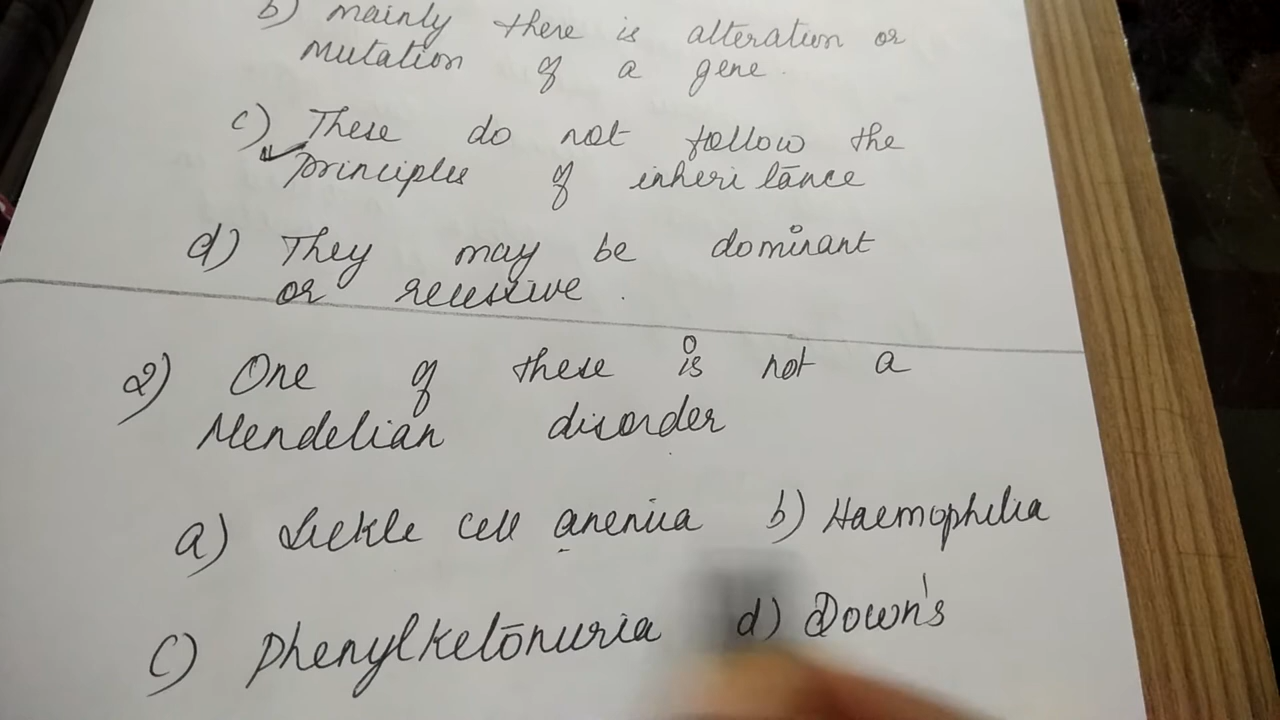 b) mainly there is alteration or
mutation of a gene.
c) These do not follow the
principles of inheritance
d) They may be dominant
or recessive.
2) One of these is not a
Mendelian disorder
a) Sickle cell anemia b) Haemophilia
c) Phenylketonuria d) Down's